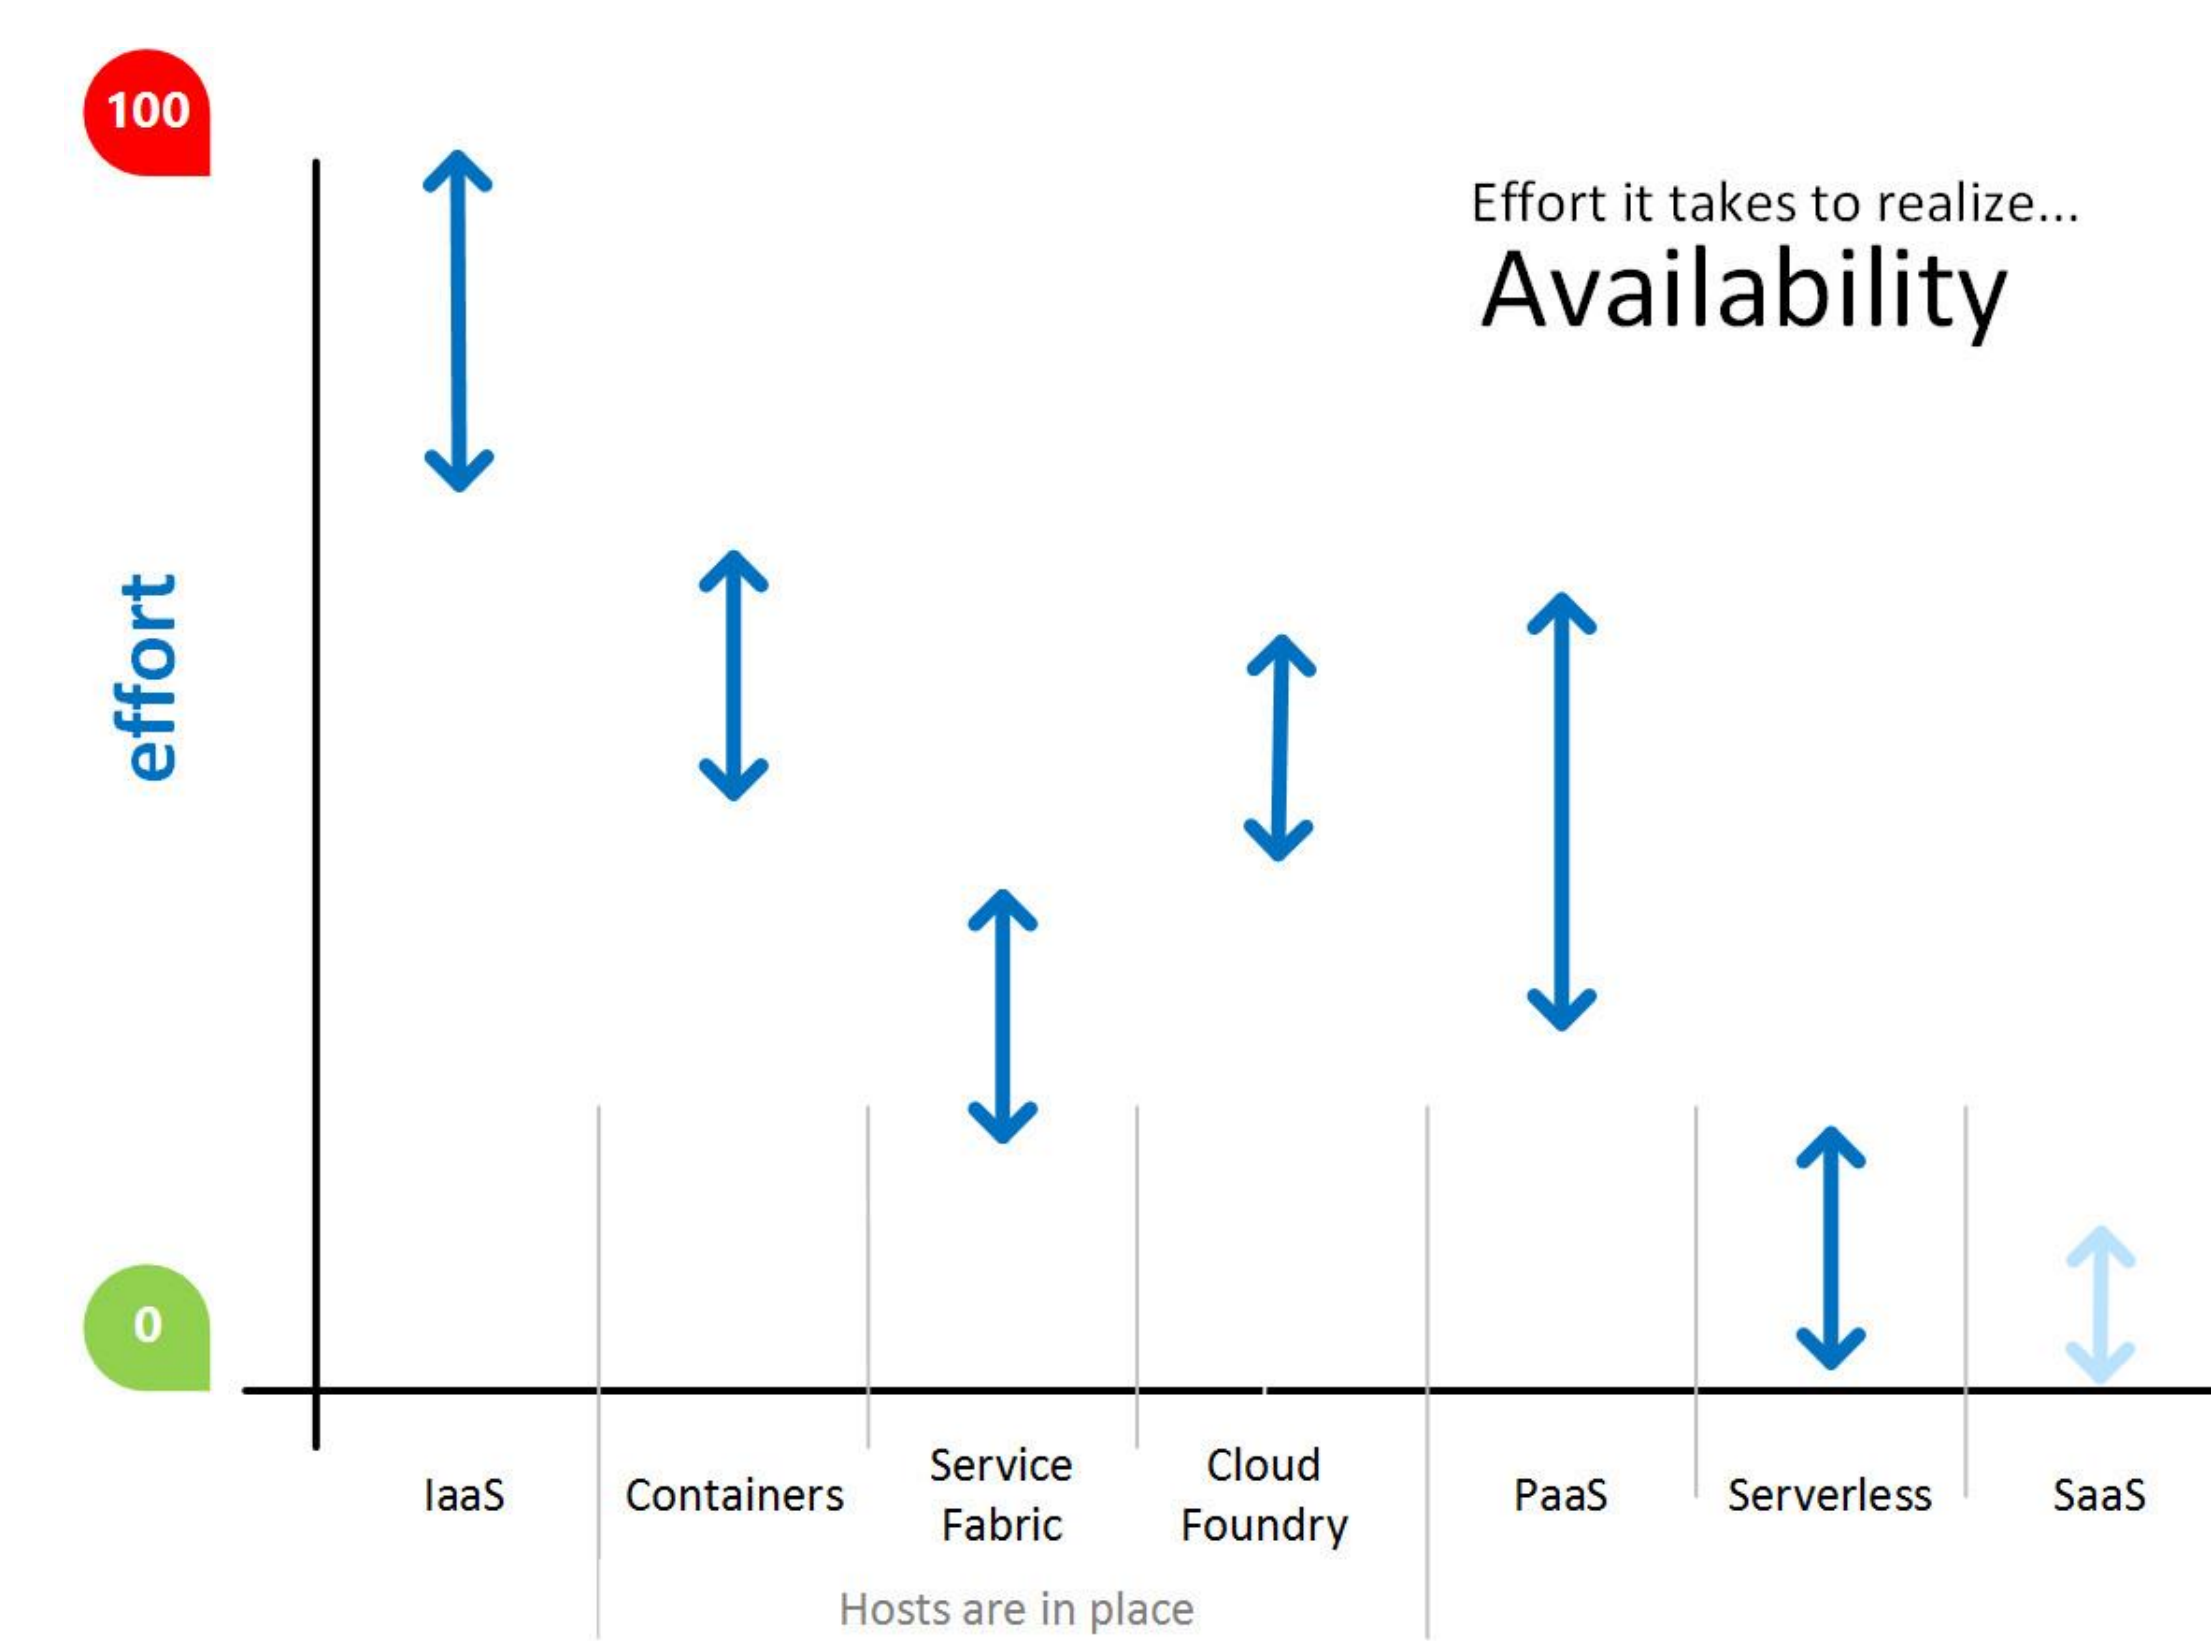 100
Effort it takes to realize...
Availability
effort
0
IaaS
Containers
Service
Fabric
Cloud
Foundry
PaaS
Serverless
SaaS
Hosts are in place